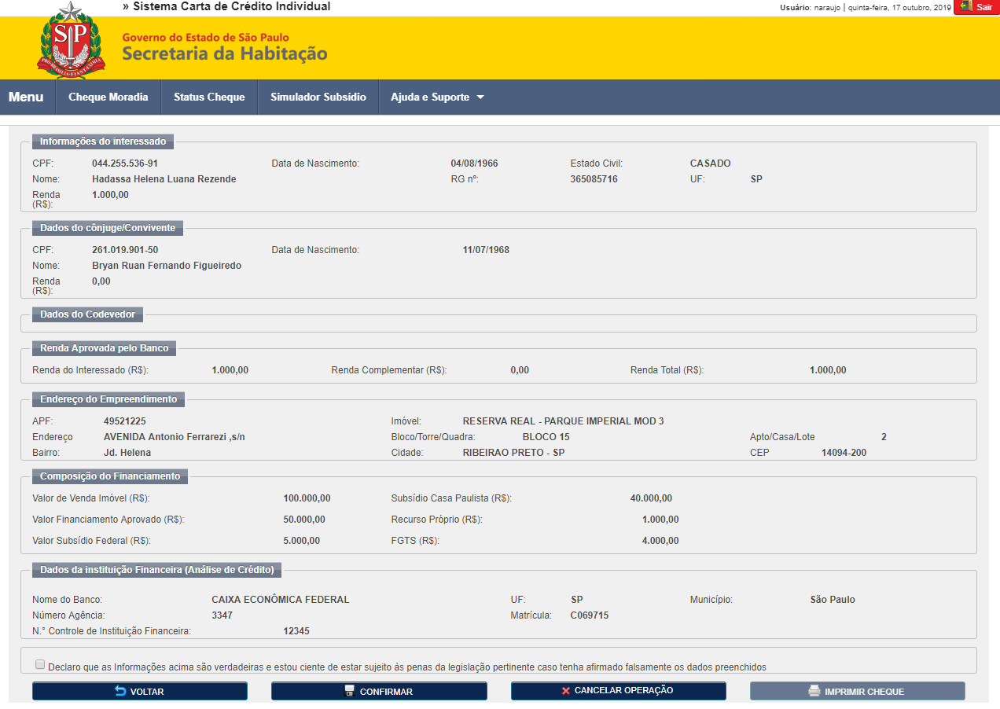 » Sistema Carta de Crédito Individual
Usuário: naraujo | quinta-feira, 17 outubro, 2019 Sair
SP
Governo do Estado de São Paulo
Secretaria da Habitação
Menu Cheque Moradia Status Cheque Simulador Subsídio Ajuda e Suporte
Informações do interessado
CPF: 044.255.536-91 Data de Nascimento: 04/08/1966 Estado Civil: CASADO
Nome: Hadassa Helena Luana Rezende RG nº: 365085716 UF: SP
Renda 1.000,00
(R$):
Dados do cônjuge/Convivente
CPF: 261.019.901-50 Data de Nascimento: 11/07/1968
Nome: Bryan Ruan Fernando Figueiredo
Renda 0,00
(R$):
Dados do Codevedor
Renda Aprovada pelo Banco
Renda do Interessado (R$): 1.000,00 Renda Complementar (R$): 0,00 Renda Total (R$): 1.000,00
Endereço do Empreendimento
APF: 49521225 Imóvel: RESERVA REAL - PARQUE IMPERIAL MOD 3
Endereço AVENIDA Antonio Ferrarezi ,s/n Bloco/Torre/Quadra: BLOCO 15 Apto/Casa/Lote 2
Bairro: Jd. Helena Cidade: RIBEIRAO PRETO - SP CEP 14094-200
Composição do Financiamento
Valor de Venda Imóvel (R$): 100.000,00 Subsídio Casa Paulista (R$): 40.000,00
Valor Financiamento Aprovado (R$): 50.000,00 Recurso Próprio (R$): 1.000,00
Valor Subsídio Federal (R$): 5.000,00 FGTS (R$): 4.000,00
Dados da instituição Financeira (Análise de Crédito)
Nome do Banco: CAIXA ECONÔMICA FEDERAL UF: SP Município: São Paulo
Número Agência: 3347 Matrícula: C069715
N.° Controle de Instituição Financeira: 12345
Declaro que as Informações acima são verdadeiras e estou ciente de estar sujeito às penas da legislação pertinente caso tenha afirmado falsamente os dados preenchidos
VOLTAR CONFIRMAR CANCELAR OPERAÇÃO IMPRIMIR CHEQUE